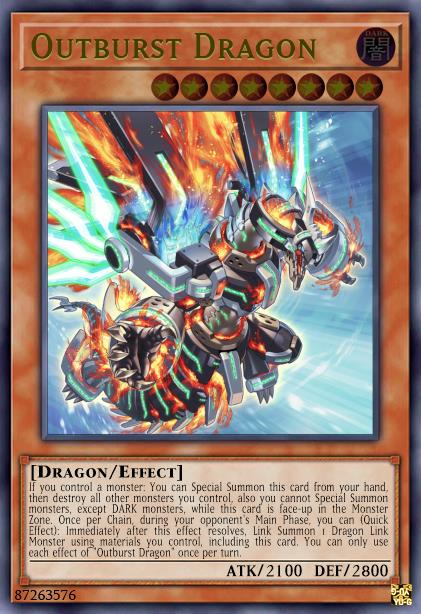 OUTBURST DRAGON
DARK
闇
[DRAGON/EFFECT]
If you control a monster: You can Special Summon this card from your hand,
then destroy all other monsters you control, also you cannot Special Summon
monsters, except DARK monsters, while this card is face-up in the Monster
Zone. Once per Chain, during your opponent's Main Phase, you can (Quick
Effect): Immediately after this effect resolves, Link Summon 1 Dragon Link
Monster using materials you control, including this card. You can only use
each effect of "Outburst Dragon" once per turn.
ATK/2100 DEF/2800
87263576